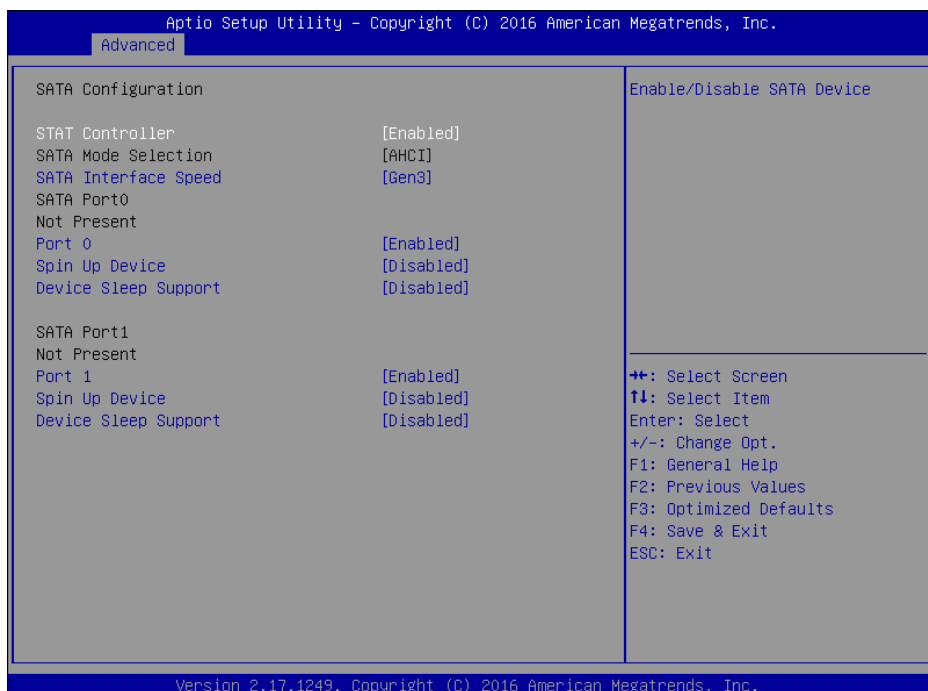 Aptio Setup Utility – Copyright (C) 2016 American Megatrends, Inc.
Advanced
SATA Configuration
STAT Controller [Enabled]
SATA Mode Selection [AHCI]
SATA Interface Speed [Gen3]
SATA Port0
Not Present
Port 0 [Enabled]
Spin Up Device [Disabled]
Device Sleep Support [Disabled]
SATA Port1
Not Present
Port 1 [Enabled]
Spin Up Device [Disabled]
Device Sleep Support [Disabled]
Enable/Disable SATA Device
→←: Select Screen
↑↓: Select Item
Enter: Select
+/-: Change Opt.
F1: General Help
F2: Previous Values
F3: Optimized Defaults
F4: Save & Exit
ESC: Exit
Version 2.17.1249. Copyright (C) 2016 American Megatrends, Inc.